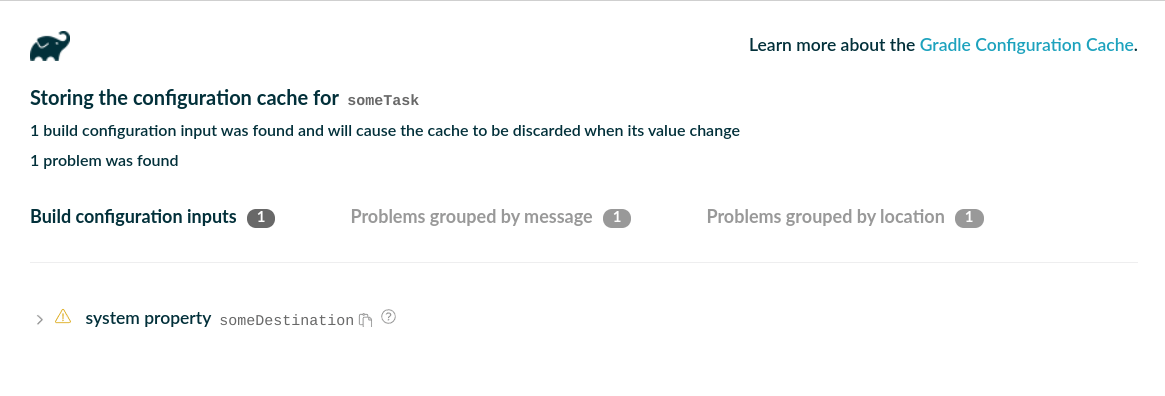 Learn more about the Gradle Configuration Cache.
Storing the configuration cache for someTask
1 build configuration input was found and will cause the cache to be discarded when its value change
1 problem was found
Build configuration inputs 1 Problems grouped by message 1 Problems grouped by location 1
system property someDestination